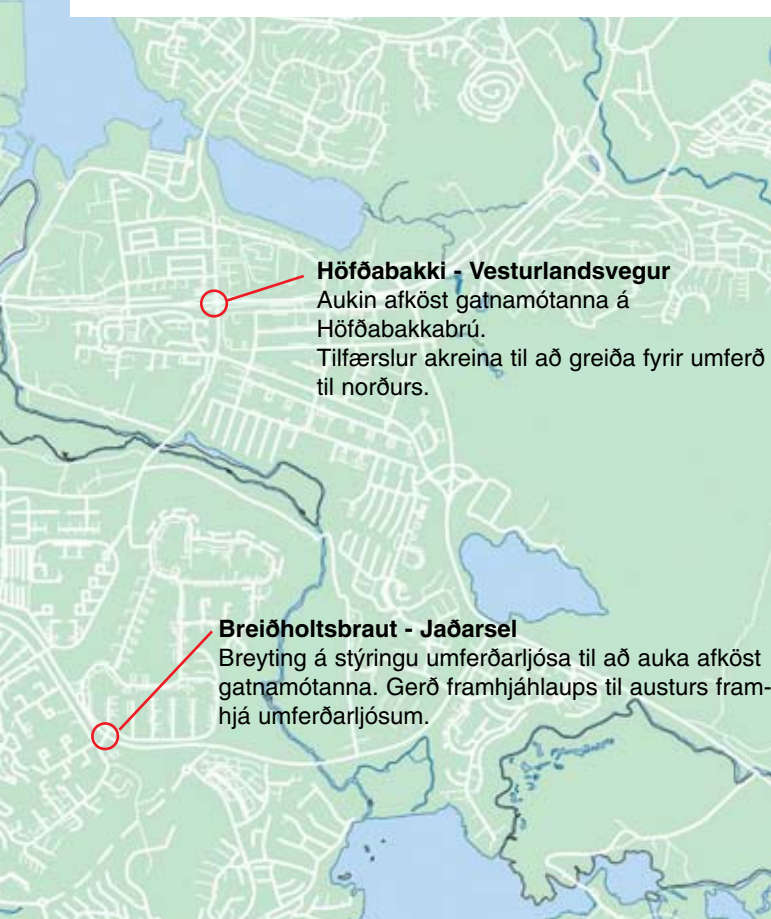 Höfðabakki - Vesturlandsvegur
Aukin afköst gatnamótanna á
Höfðabakkabrú.
Tilfærslur akreina til að greiða fyrir umferð
til norðurs.
Breiðholtsbraut - Jaðarsel
Breyting á stýringu umferðarljósa til að auka afköst
gatnamótanna. Gerð framhjáhlaups til austurs fram-
hjá umferðarljósum.